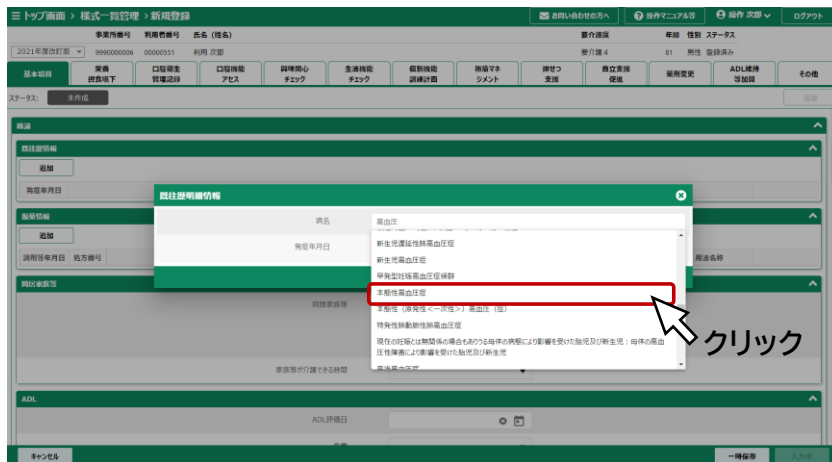 トップ画面 > 様式一覧管理 > 新規登録
お問い合わせの方へ
操作マニュアル等
操作 次郎
ログアウト
事業所番号 利用者番号 氏名（姓名） 要介護度 年齢 性別 ステータス
2021年度改訂版 9990000006 00000551 利用 次郎 要介護4 81 男性 登録済み
基本項目
栄養
摂食嚥下
口腔衛生
管理記録
口腔機能
アセス
興味関心
チェック
生活機能
チェック
個別機能
訓練計画
褥瘡マネ
ジメント
排せつ
支援
自立支援
促進
薬剤変更
ADL維持
等加算
その他
ステータス: 未作成
総論
既往歴情報
追加
発症年月日
服薬情報
追加
調剤等年月日 処方番号
用法名称
同居家族等
同居家族等
家族等が介護できる時間
ADL
ADL評価日
既往歴明細情報
病名 高血圧
発症年月日
新生児遷延性肺高血圧症
新生児高血圧症
早発型妊娠高血圧症候群
本態性高血圧症
本態性（原発性＜一次性＞）高血圧（症）
特発性肺動脈性肺高血圧症
現在の妊娠とは無関係の場合もありうる母体の病態により影響を受けた胎児及び新生児：母体の高血
圧性障害により影響を受けた胎児及び新生児
クリック
キャンセル
一時保存
入力中